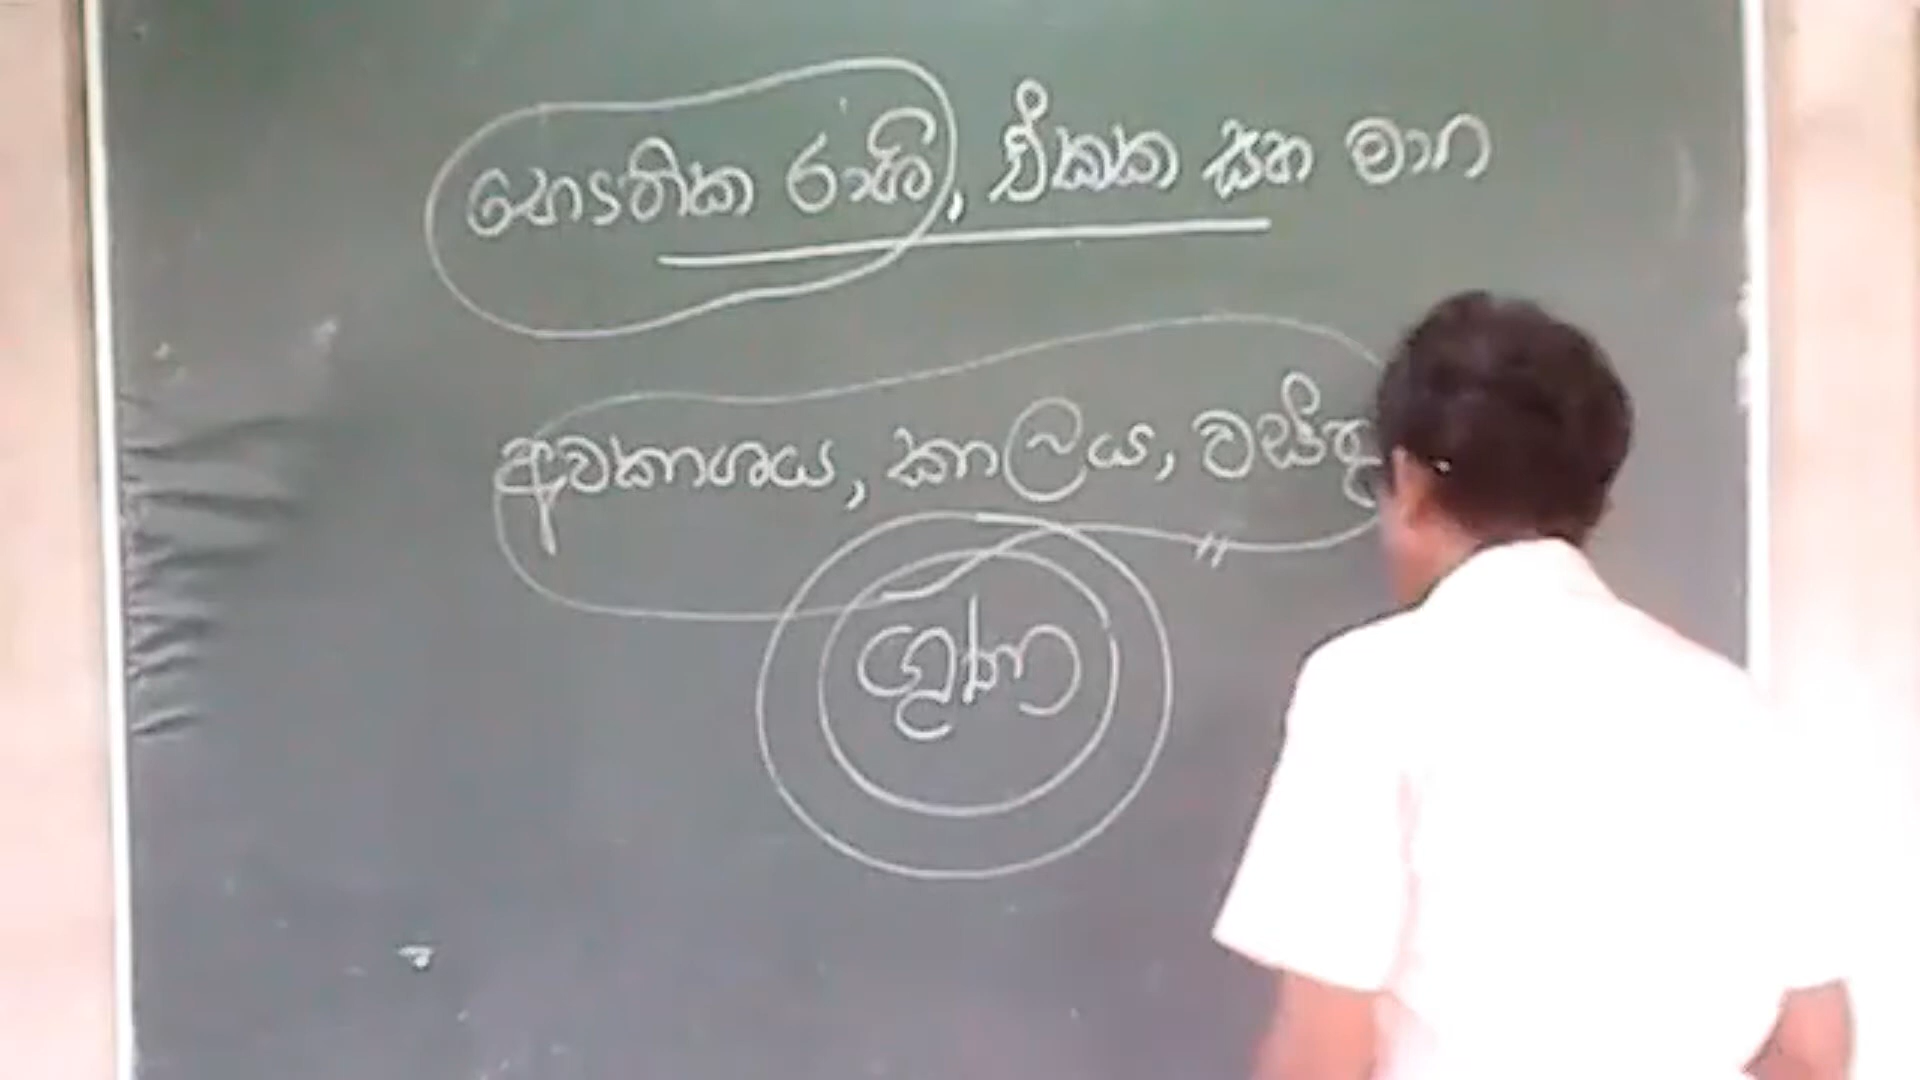 භෞතික රාශි, ඒකක සහ මාන
අවකාශය, කාලය,
ගුණ